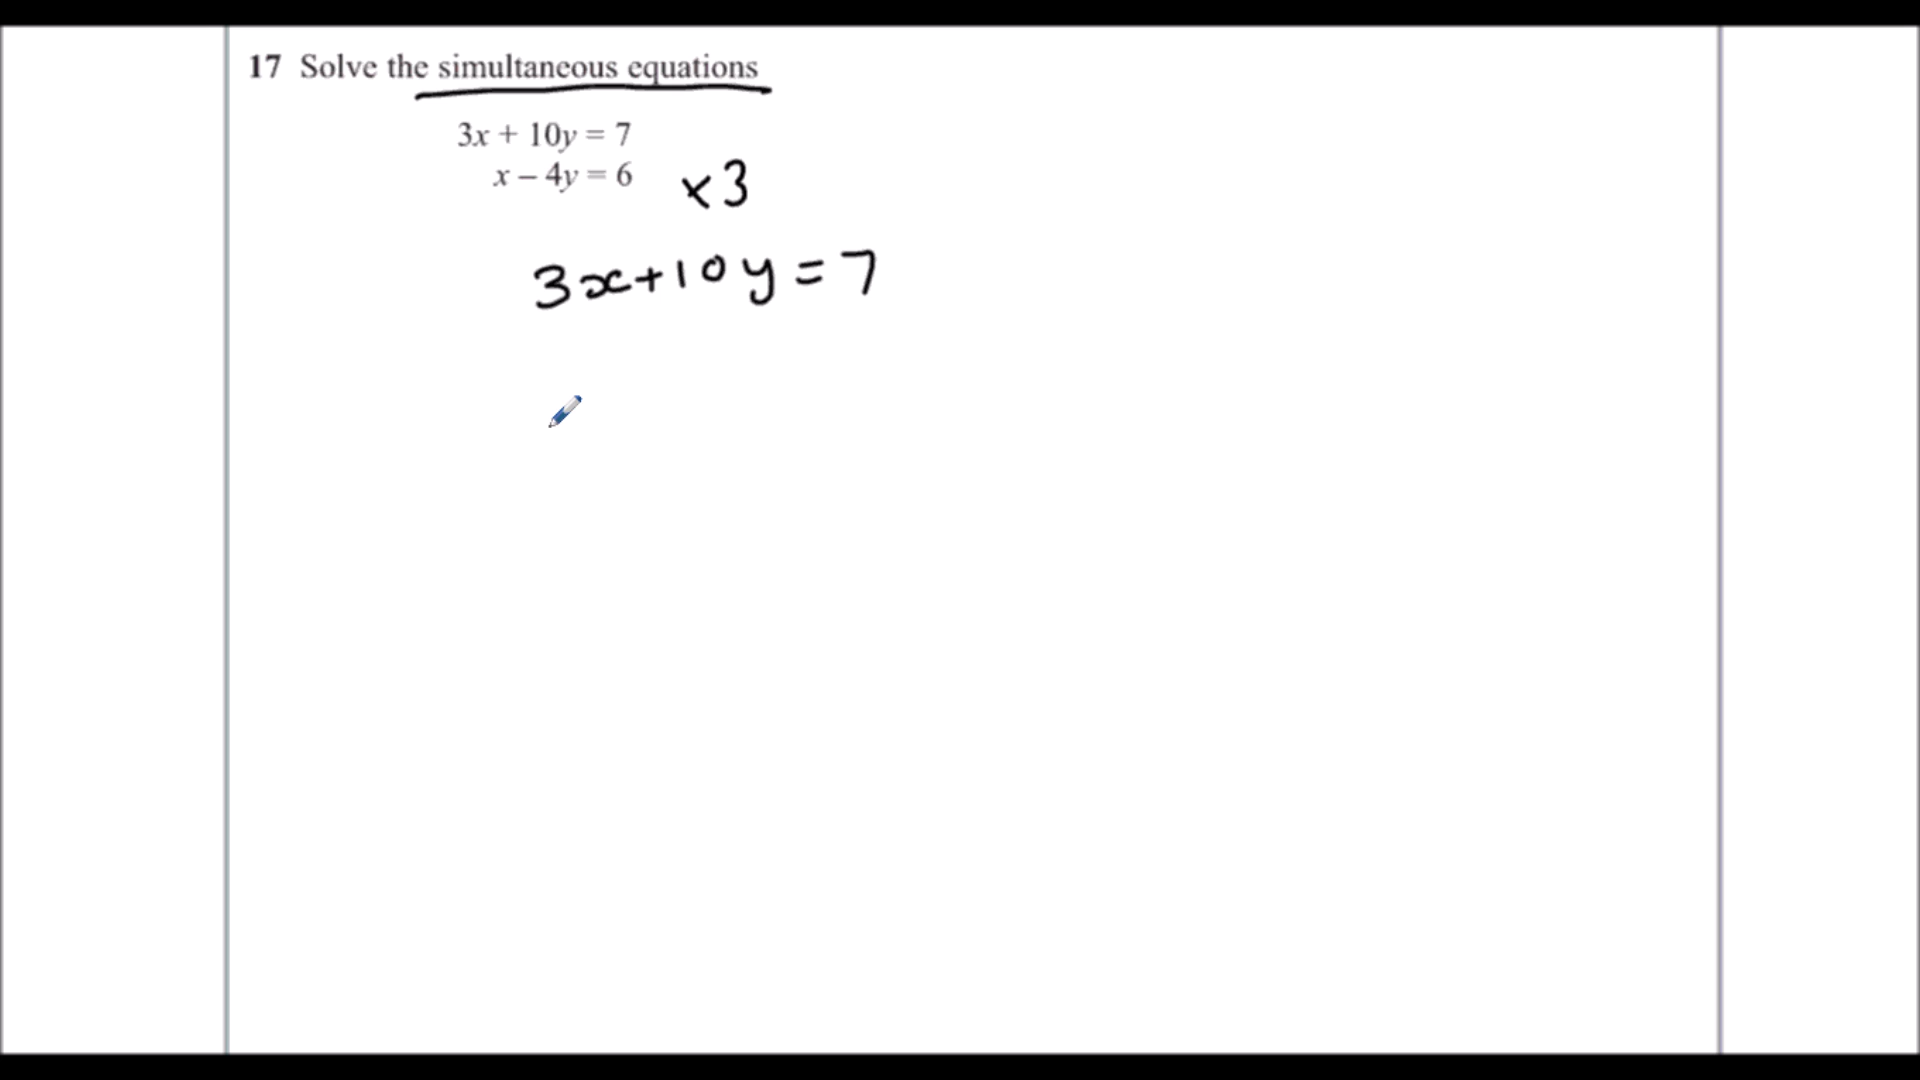 17 Solve the simultaneous equations
3x + 10y = 7
x – 4y = 6 ×3
3x+10y=7